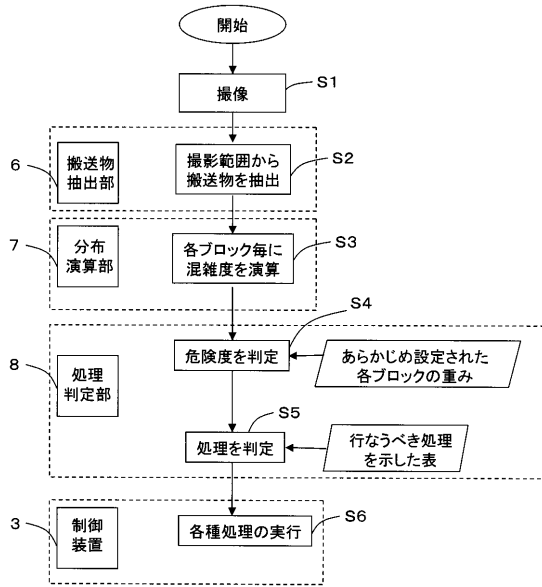 開始
撮像
S1
6
搬送物
抽出部
撮影範囲から
搬送物を抽出
S2
7
分布
演算部
各ブロック毎に
混雑度を演算
S3
8
処理
判定部
危険度を判定
S4
あらかじめ設定された
各ブロックの重み
処理を判定
S5
行なうべき処理
を示した表
3
制御
装置
各種処理の実行
S6